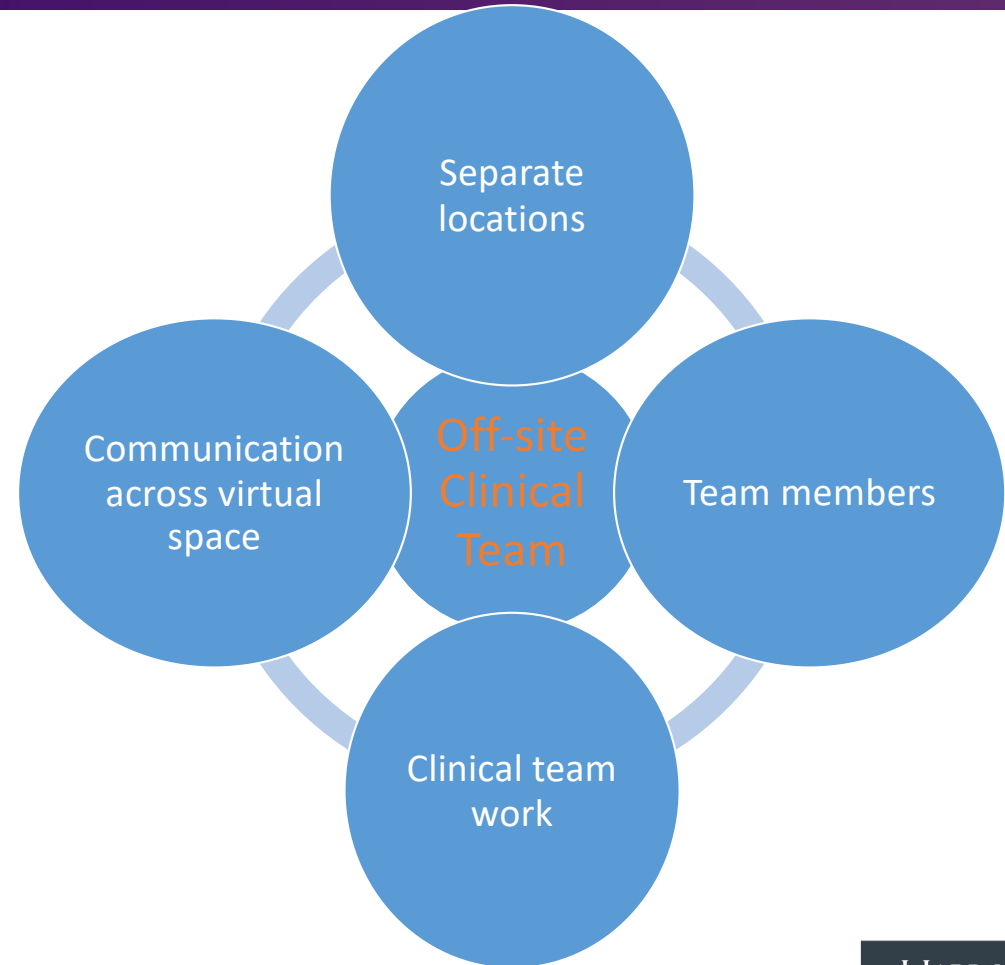 Separate
locations
Communication
across virtual
space
Off-site
Clinical
Team
Team members
Clinical team
work